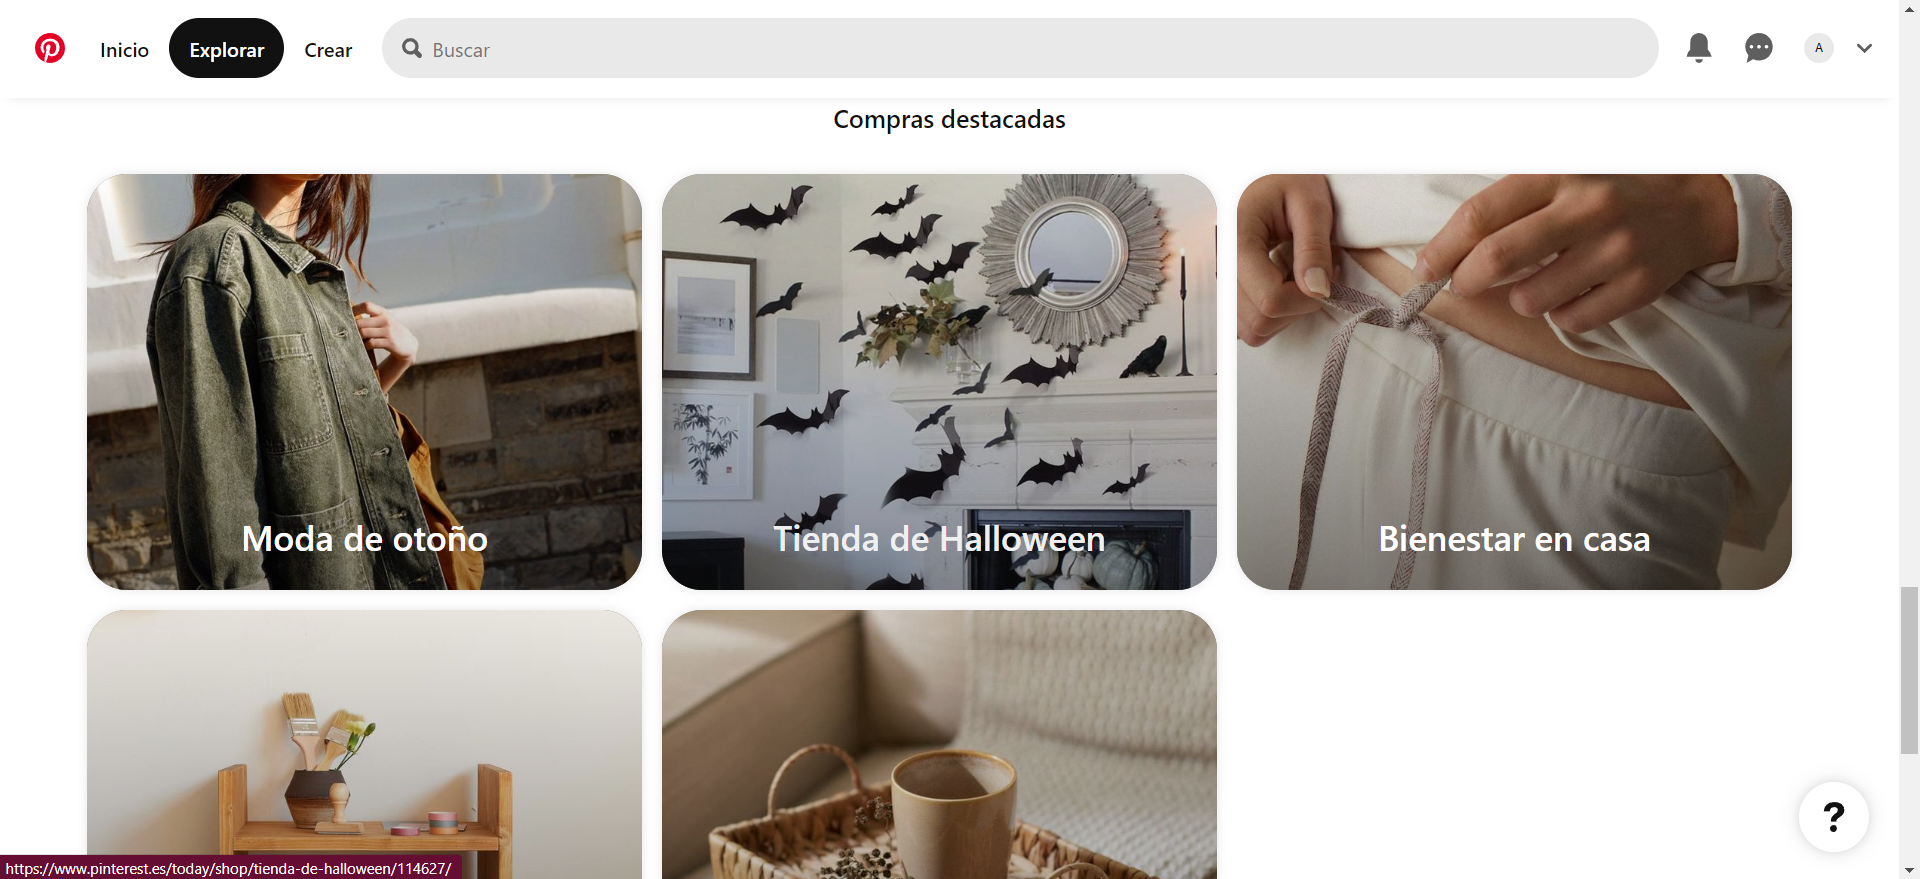 Inicio
Explorar
Crear
Buscar
A
Compras destacadas
Moda de otoño
Tienda de Halloween
Bienestar en casa
?
https://www.pinterest.es/today/shop/tienda-de-halloween/114627/